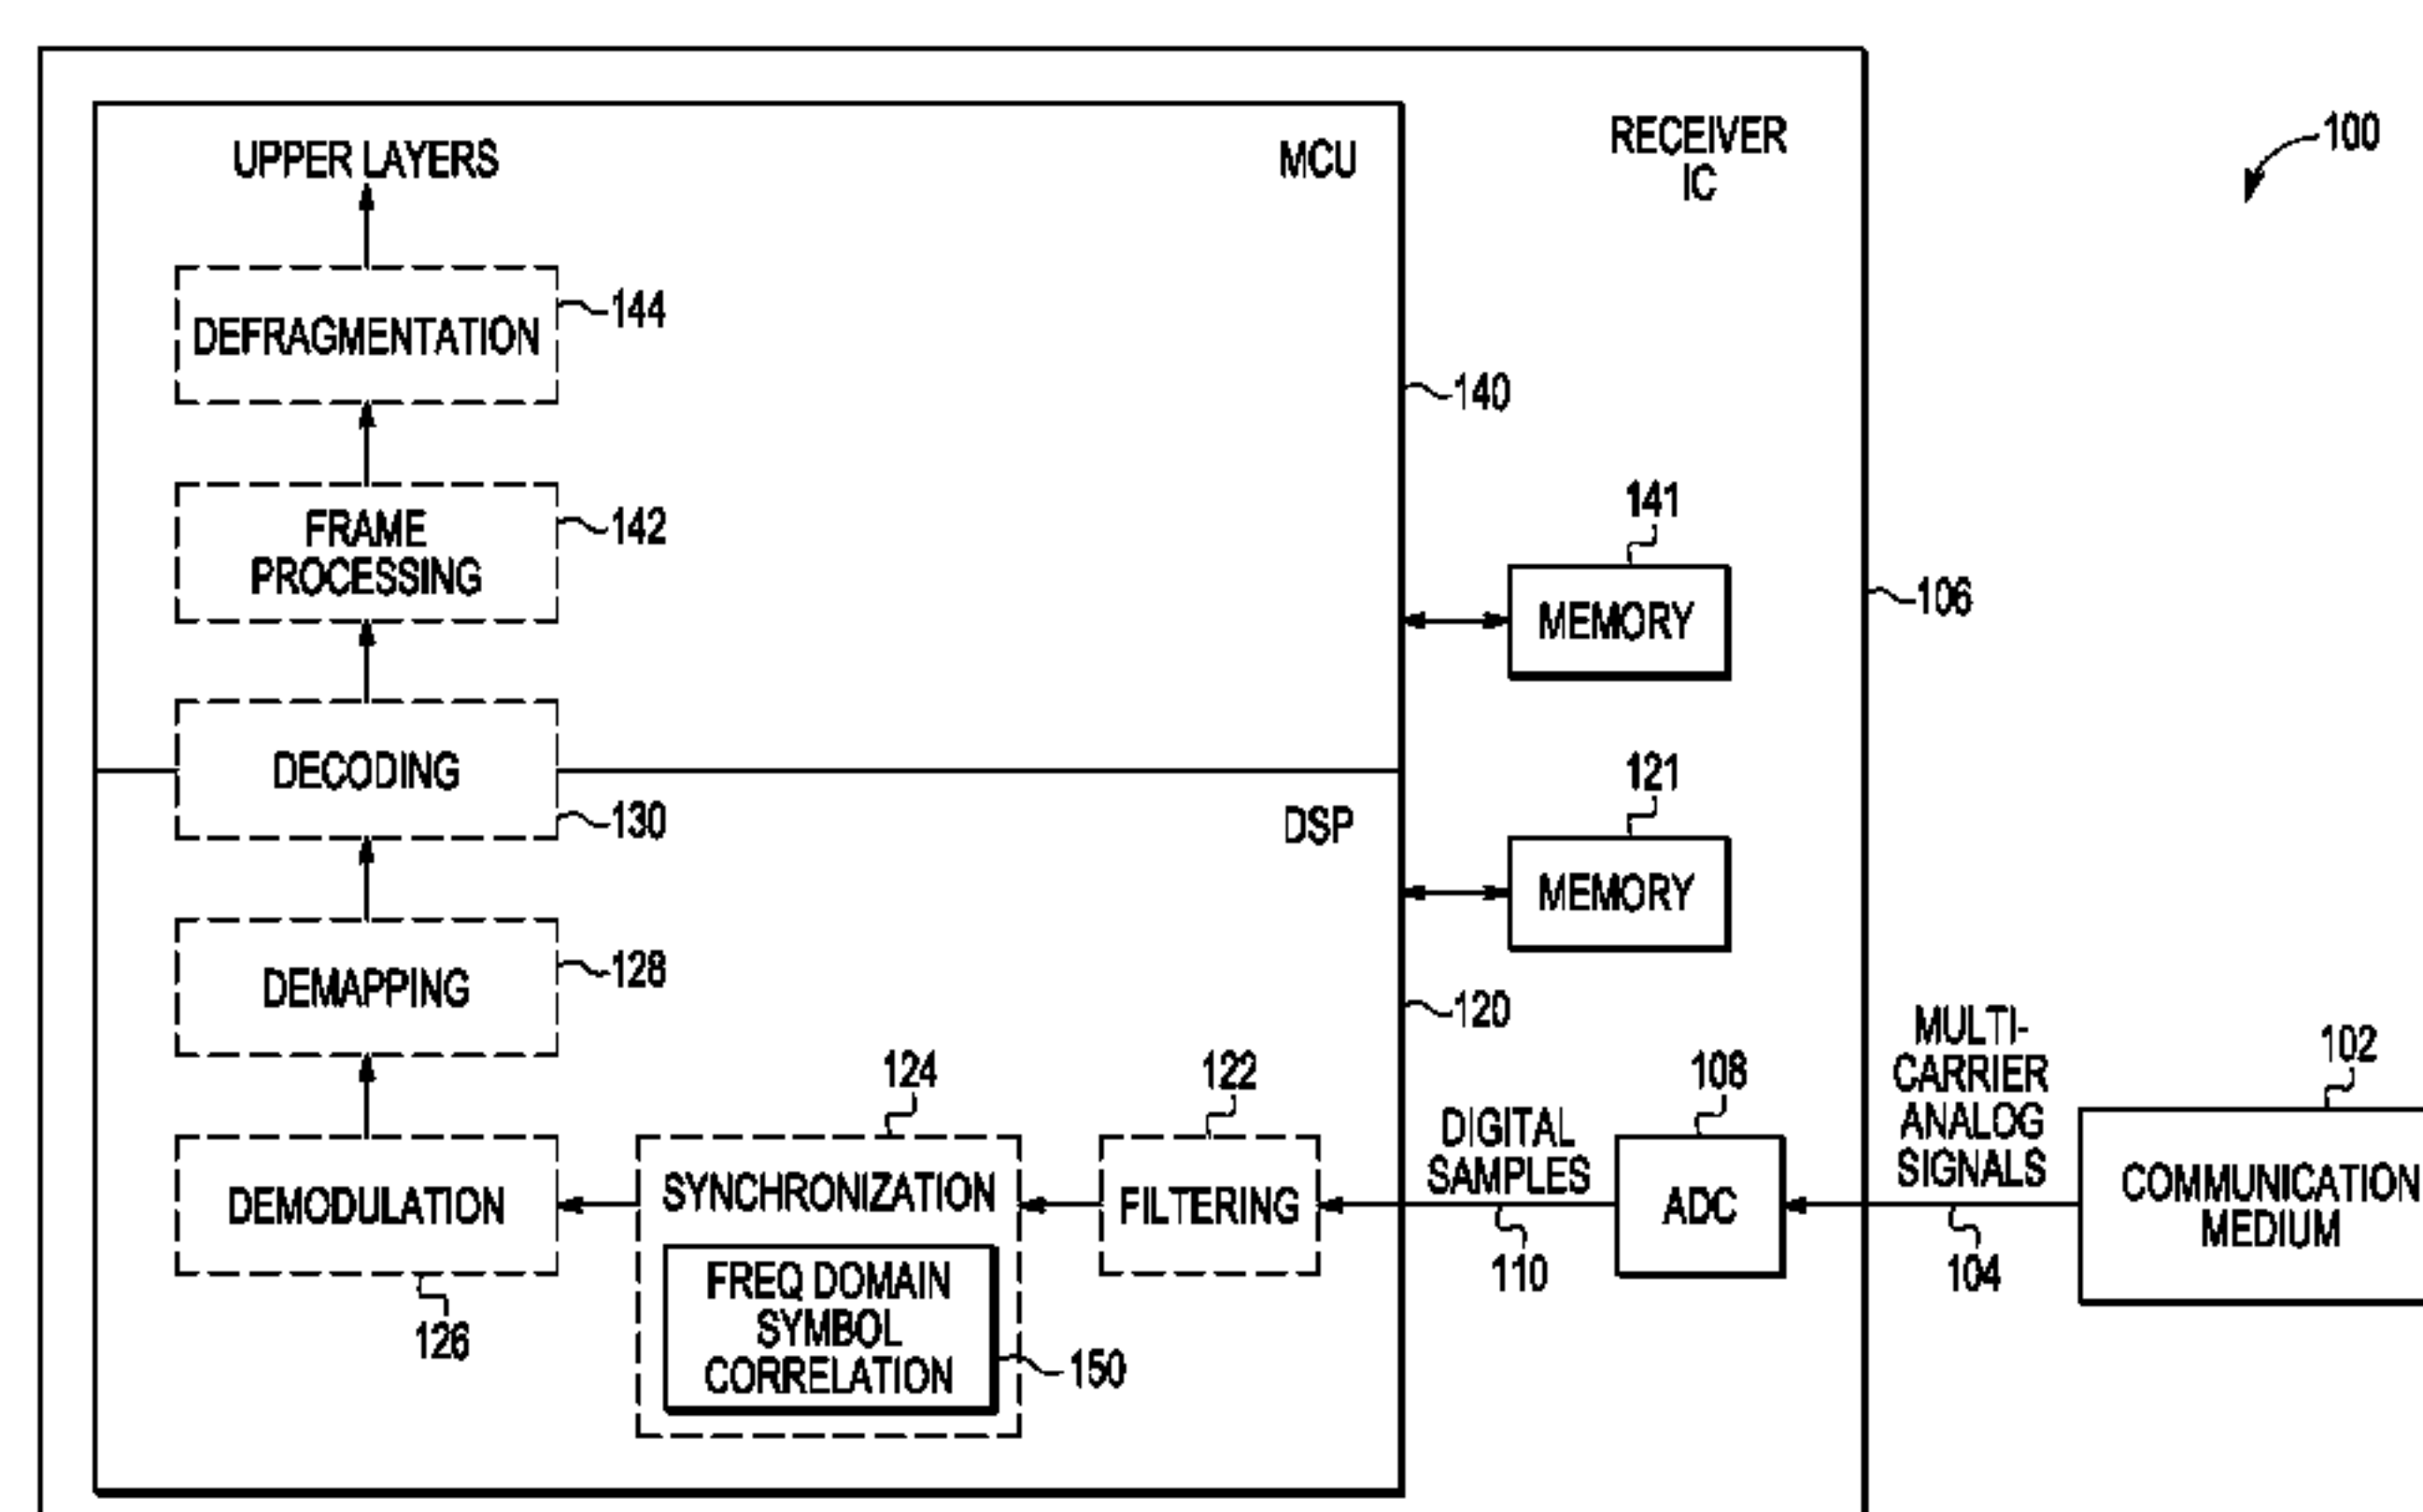 UPPER LAYERS
MCU
RECEIVER
IC
100
DEFRAGMENTATION
144
140
FRAME
PROCESSING
142
141
MEMORY
106
DECODING
130
DSP
121
MEMORY
DEMAPPING
128
120
124
122
DIGITAL
SAMPLES
110
108
MULTI-
CARRIER
ANALOG
SIGNALS
104
102
DEMODULATION
126
SYNCHRONIZATION
FREQ DOMAIN
SYMBOL
CORRELATION
150
FILTERING
ADC
COMMUNICATION
MEDIUM